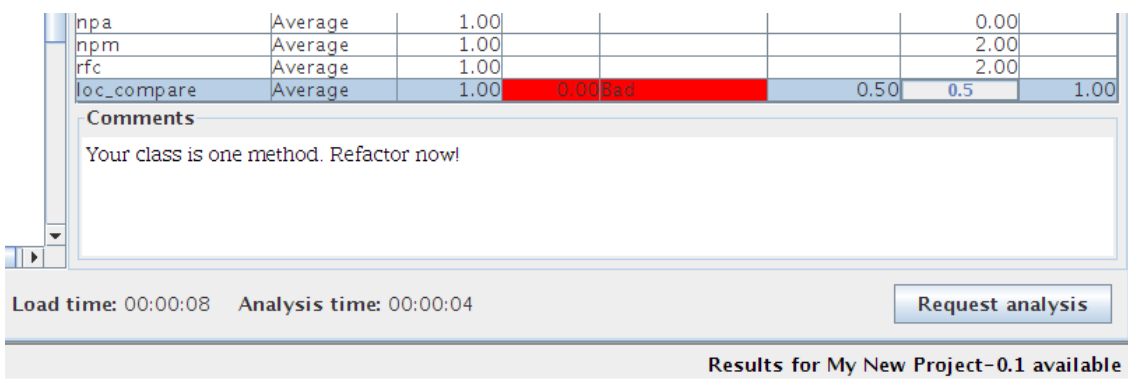 npa Average 1.00 0.00
npm Average 1.00 2.00
rfc Average 1.00 2.00
loc_compare Average 1.00 0.00 Bad 0.50 0.5 1.00
Comments
Your class is one method. Refactor now!
Load time: 00:00:08 Analysis time: 00:00:04 Request analysis
Results for My New Project-0.1 available